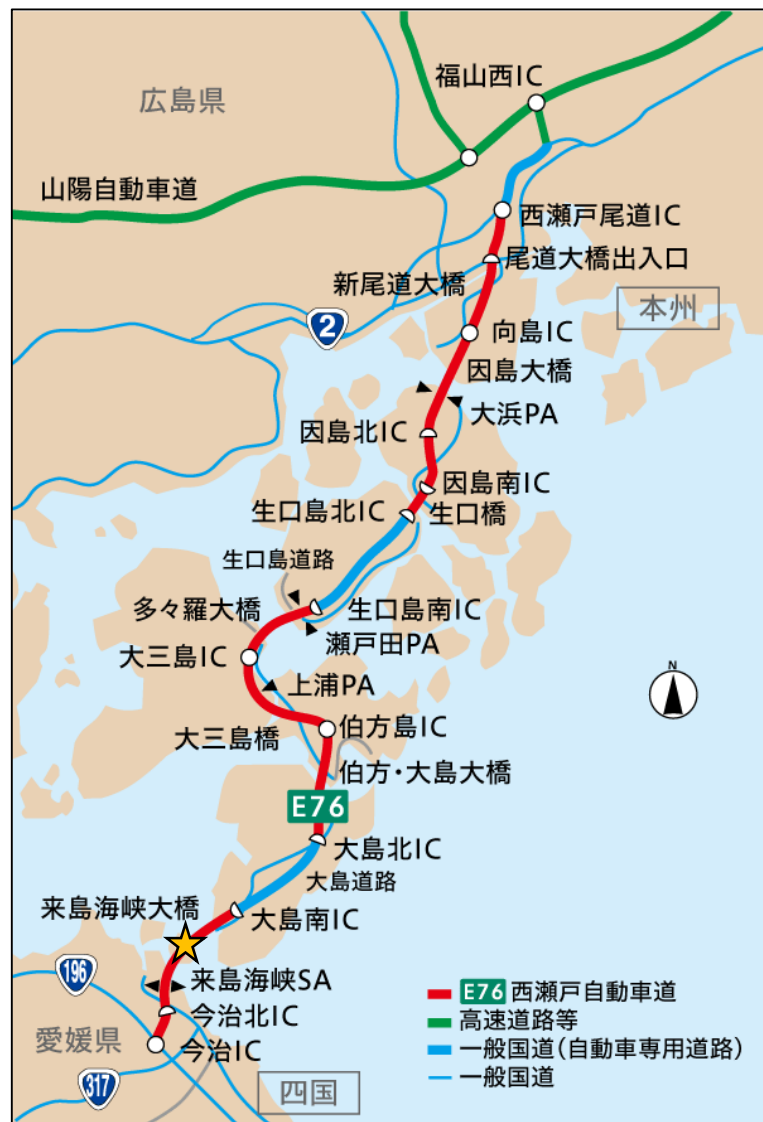 福山西IC
広島県
山陽自動車道
西瀬戸尾道IC
尾道大橋出入口
新尾道大橋
本州
2
向島IC
因島大橋
大浜PA
因島北IC
因島南IC
生口島北IC
生口橋
生口島道路
多々羅大橋
生口島南IC
瀬戸田PA
大三島IC
上浦PA
N
大三島橋
伯方島IC
伯方・大島大橋
E76
大島北IC
大島道路
来島海峡大橋
大島南IC
196
来島海峡SA
今治北IC
愛媛県
今治IC
317
四国
E76 西瀬戸自動車道
高速道路等
一般国道(自動車専用道路)
一般国道